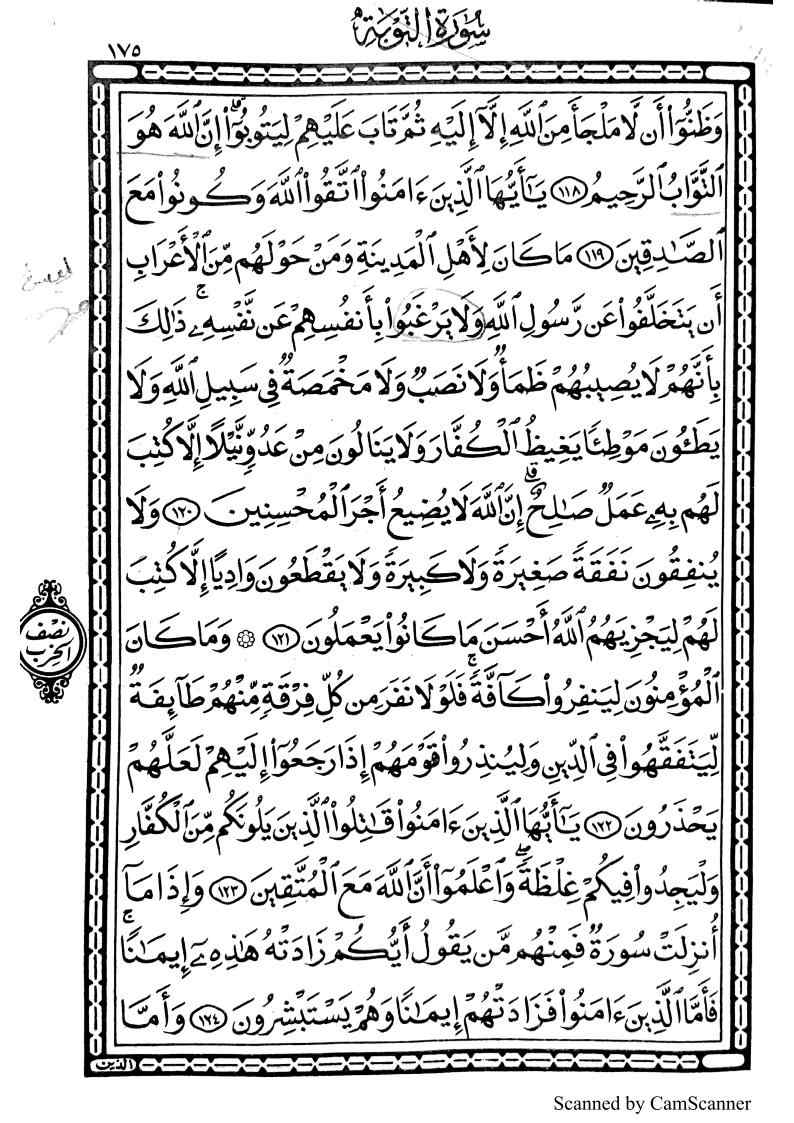 سُورَةُ التَّوْبَةِ
١٧٥
وَظَنُّوٓا۟ أَن لَّا مَلْجَأَ مِنَ ٱللَّهِ إِلَّآ إِلَيْهِ ثُمَّ تَابَ عَلَيْهِمْ لِيَتُوبُوٓا۟ۚ إِنَّ ٱللَّهَ هُوَ
ٱلتَّوَّابُ ٱلرَّحِيمُ ١١٨ يَٰٓأَيُّهَا ٱلَّذِينَ ءَامَنُوا۟ ٱتَّقُوا۟ ٱللَّهَ وَكُونُوا۟ مَعَ
ٱلصَّٰدِقِينَ ١١٩ مَا كَانَ لِأَهْلِ ٱلْمَدِينَةِ وَمَنْ حَوْلَهُم مِّنَ ٱلْأَعْرَابِ
أَن يَتَخَلَّفُوا۟ عَن رَّسُولِ ٱللَّهِ وَلَا يَرْغَبُوا۟ بِأَنفُسِهِمْ عَن نَّفْسِهِۦۚ ذَٰلِكَ
بِأَنَّهُمْ لَا يُصِيبُهُمْ ظَمَأٌ وَلَا نَصَبٌ وَلَا مَخْمَصَةٌ فِى سَبِيلِ ٱللَّهِ وَلَا
يَطَـُٔونَ مَوْطِئًا يَغِيظُ ٱلْكُفَّارَ وَلَا يَنَالُونَ مِنْ عَدُوٍّ نَّيْلًا إِلَّا كُتِبَ
لَهُم بِهِۦ عَمَلٌ صَٰلِحٌۗ إِنَّ ٱللَّهَ لَا يُضِيعُ أَجْرَ ٱلْمُحْسِنِينَ ١٢٠ وَلَا
يُنفِقُونَ نَفَقَةً صَغِيرَةً وَلَا كَبِيرَةً وَلَا يَقْطَعُونَ وَادِيًا إِلَّا كُتِبَ
لَهُمْ لِيَجْزِيَهُمُ ٱللَّهُ أَحْسَنَ مَا كَانُوا۟ يَعْمَلُونَ ١٢١ ۞ وَمَا كَانَ
نصف
الحزب
ٱلْمُؤْمِنُونَ لِيَنفِرُوا۟ كَآفَّةًۚ فَلَوْلَا نَفَرَ مِن كُلِّ فِرْقَةٍ مِّنْهُمْ طَآئِفَةٌ
لِّيَتَفَقَّهُوا۟ فِى ٱلدِّينِ وَلِيُنذِرُوا۟ قَوْمَهُمْ إِذَا رَجَعُوٓا۟ إِلَيْهِمْ لَعَلَّهُمْ
يَحْذَرُونَ ١٢٢ يَٰٓأَيُّهَا ٱلَّذِينَ ءَامَنُوا۟ قَٰتِلُوا۟ ٱلَّذِينَ يَلُونَكُم مِّنَ ٱلْكُفَّارِ
وَلْيَجِدُوا۟ فِيكُمْ غِلْظَةًۚ وَٱعْلَمُوٓا۟ أَنَّ ٱللَّهَ مَعَ ٱلْمُتَّقِينَ ١٢٣ وَإِذَا مَآ
أُنزِلَتْ سُورَةٌ فَمِنْهُم مَّن يَقُولُ أَيُّكُمْ زَادَتْهُ هَٰذِهِۦٓ إِيمَٰنًاۚ
فَأَمَّا ٱلَّذِينَ ءَامَنُوا۟ فَزَادَتْهُمْ إِيمَٰنًا وَهُمْ يَسْتَبْشِرُونَ ١٢٤ وَأَمَّا
الذين
Scanned by CamScanner